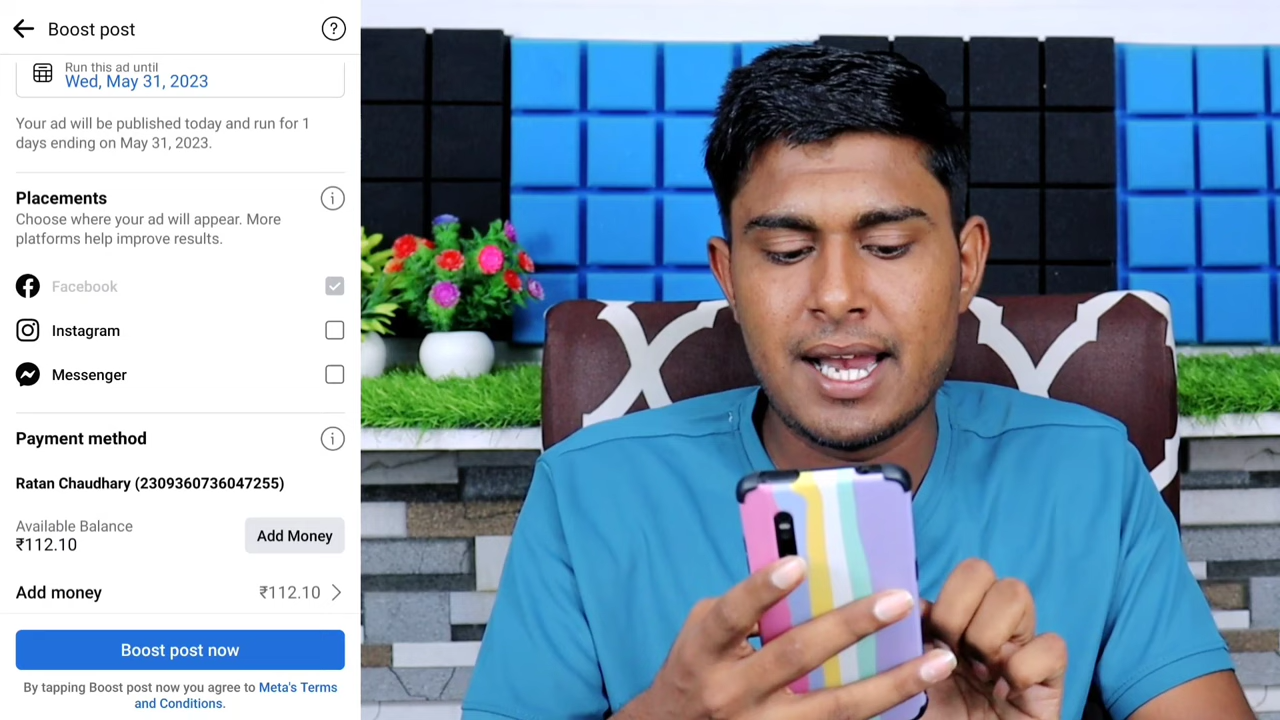 Boost post
?
Run this ad until
Wed, May 31, 2023
Your ad will be published today and run for 1
days ending on May 31, 2023.
Placements
Choose where your ad will appear. More
platforms help improve results.
Facebook
Instagram
Messenger
Payment method
Ratan Chaudhary (2309360736047255)
Available Balance
₹112.10
Add Money
Add money ₹112.10
Boost post now
By tapping Boost post now you agree to Meta's Terms
and Conditions.